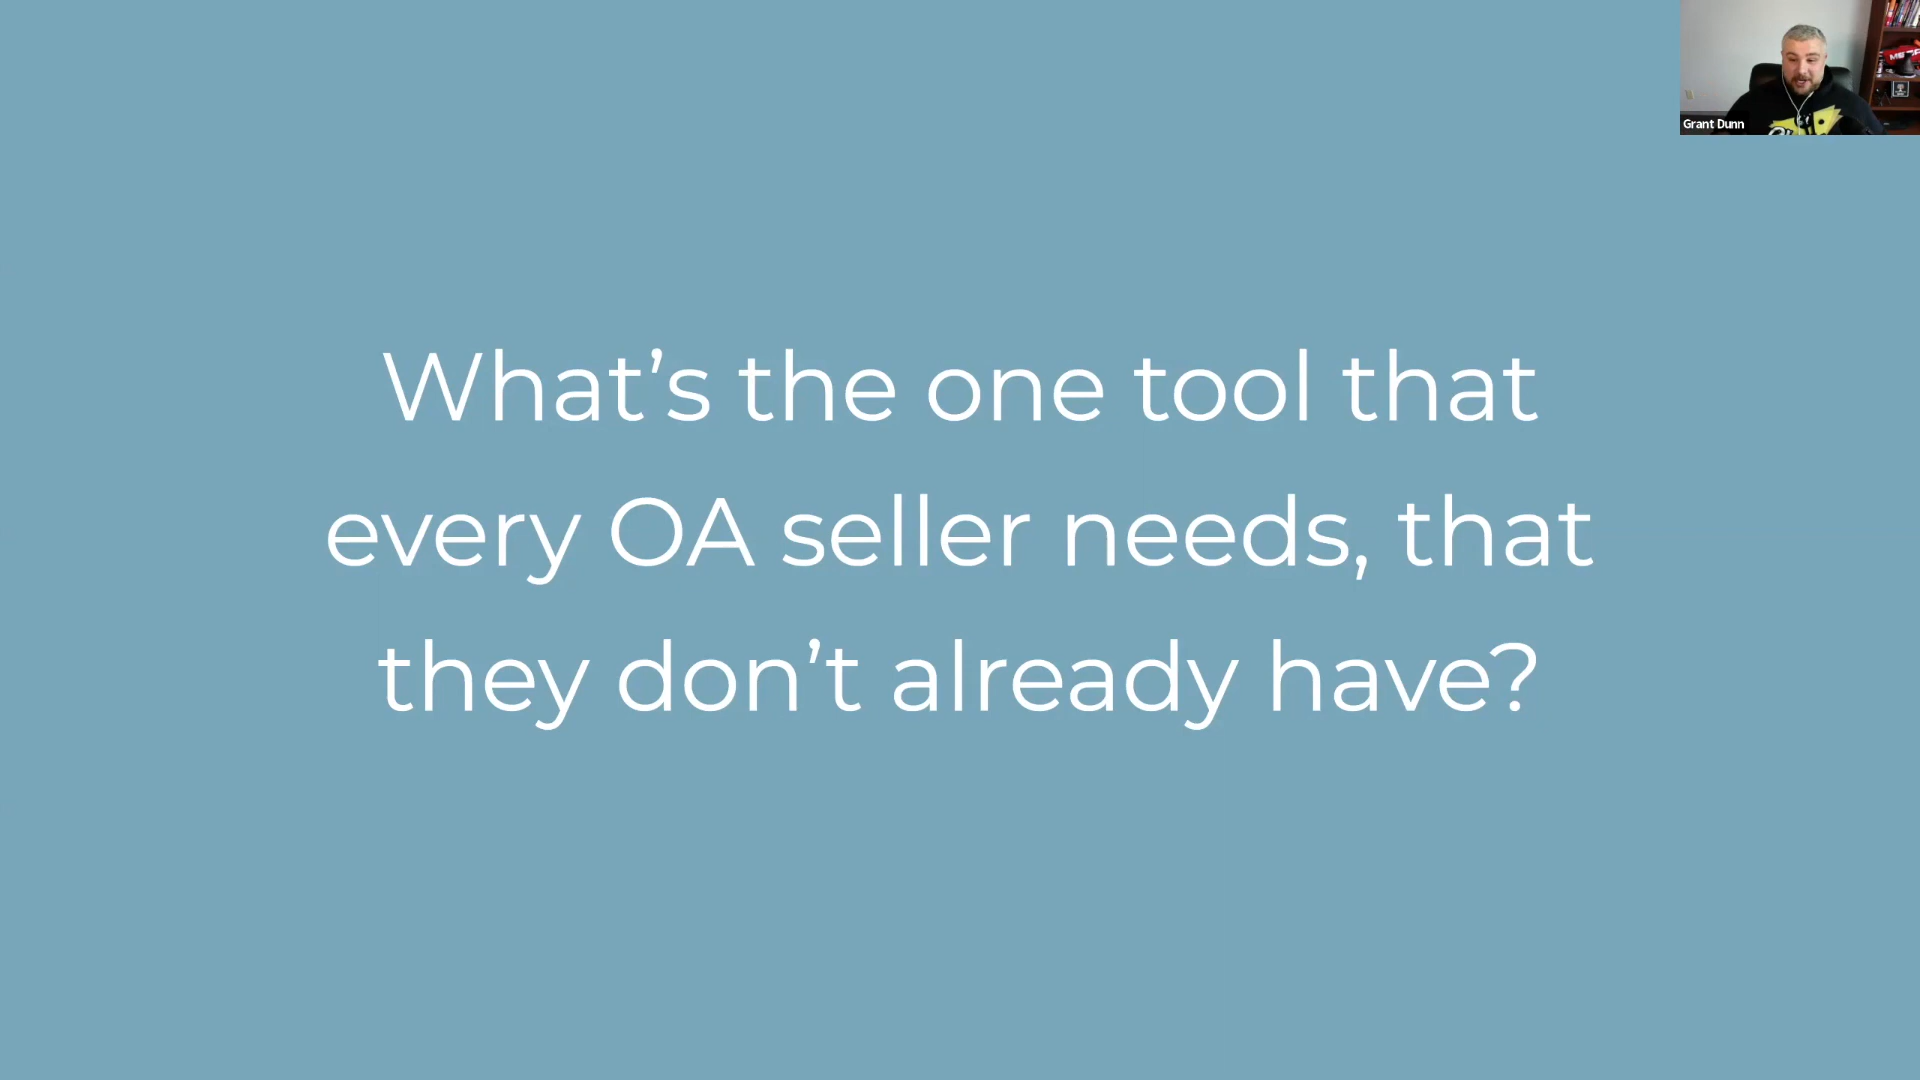 Grant Dunn
What’s the one tool that
every OA seller needs, that
they don’t already have?